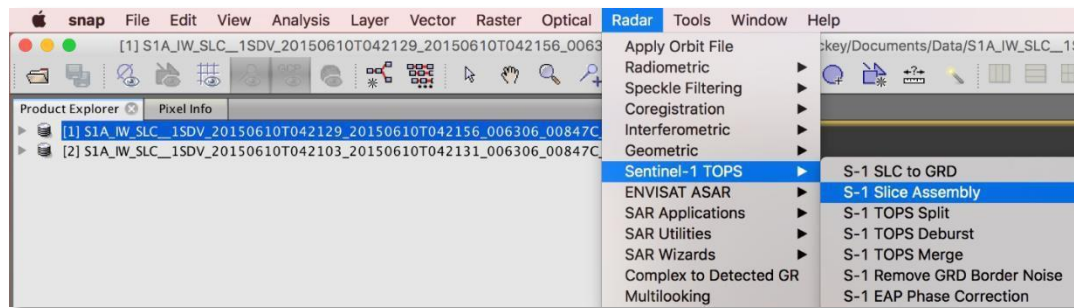 snap File Edit View Analysis Layer Vector Raster Optical Radar Tools Window Help
[1] S1A_IW_SLC__1SDV_20150610T042129_20150610T042156_0063
ckey/Documents/Data/S1A_IW_SLC__1
Product Explorer Pixel Info
[1] S1A_IW_SLC__1SDV_20150610T042129_20150610T042156_006306_00847C_
[2] S1A_IW_SLC__1SDV_20150610T042103_20150610T042131_006306_00847C_
Apply Orbit File
Radiometric
Speckle Filtering
Coregistration
Interferometric
Geometric
Sentinel-1 TOPS
ENVISAT ASAR
SAR Applications
SAR Utilities
SAR Wizards
Complex to Detected GR
Multilooking
S-1 SLC to GRD
S-1 Slice Assembly
S-1 TOPS Split
S-1 TOPS Deburst
S-1 TOPS Merge
S-1 Remove GRD Border Noise
S-1 EAP Phase Correction